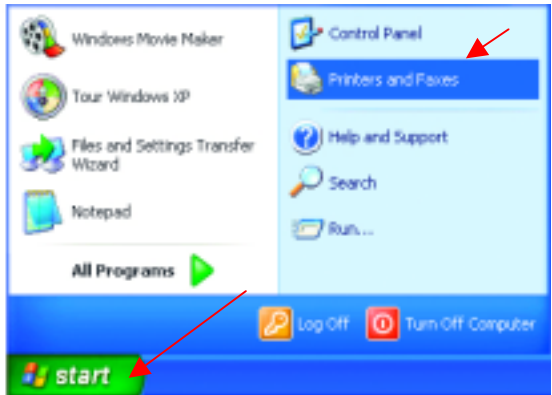 Windows Movie Maker
Tour Windows XP
Files and Settings Transfer
Wizard
Notepad
All Programs
Control Panel
Printers and Faxes
Help and Support
Search
Run...
Log Off
Turn Off Computer
start